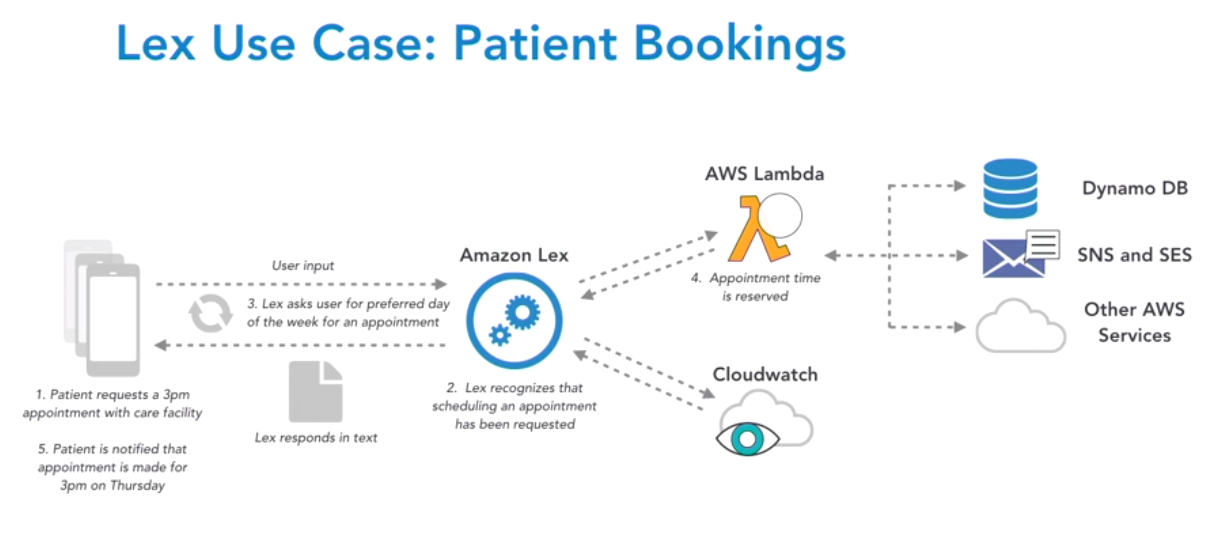 Lex Use Case: Patient Bookings
AWS Lambda
Dynamo DB
User input
Amazon Lex
SNS and SES
3. Lex asks user for preferred day
of the week for an appointment
4. Appointment time
is reserved
Other AWS
Services
1. Patient requests a 3pm
appointment with care facility
2. Lex recognizes that
scheduling an appointment
has been requested
Cloudwatch
Lex responds in text
5. Patient is notified that
appointment is made for
3pm on Thursday